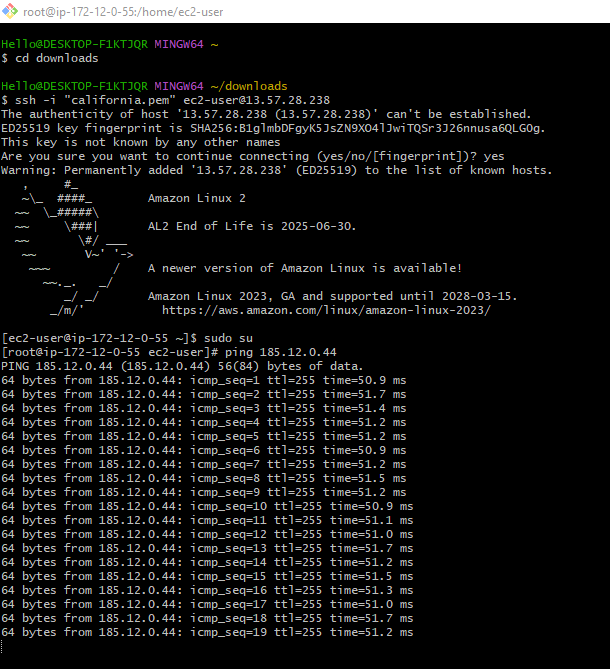 root@ip-172-12-0-55:/home/ec2-user
Hello@DESKTOP-F1KTJQR MINGW64 ~
$ cd downloads
Hello@DESKTOP-F1KTJQR MINGW64 ~/downloads
$ ssh -i "california.pem" ec2-user@13.57.28.238
The authenticity of host '13.57.28.238 (13.57.28.238)' can't be established.
ED25519 key fingerprint is SHA256:B1glmbDFgyK5JsZN9XO4lJwiTQSr3J26nnusa6QLGOg.
This key is not known by any other names
Are you sure you want to continue connecting (yes/no/[fingerprint])? yes
Warning: Permanently added '13.57.28.238' (ED25519) to the list of known hosts.
   ,     #_
   ~\_  ####_        Amazon Linux 2
  ~~  \_#####\
  ~~     \###|       AL2 End of Life is 2025-06-30.
  ~~       \#/ ___
   ~~       V~' '->
    ~~~         /    A newer version of Amazon Linux is available!
      ~~._.   _/
         _/ _/       Amazon Linux 2023, GA and supported until 2028-03-15.
       _/m/'           https://aws.amazon.com/linux/amazon-linux-2023/
[ec2-user@ip-172-12-0-55 ~]$ sudo su
[root@ip-172-12-0-55 ec2-user]# ping 185.12.0.44
PING 185.12.0.44 (185.12.0.44) 56(84) bytes of data.
64 bytes from 185.12.0.44: icmp_seq=1 ttl=255 time=50.9 ms
64 bytes from 185.12.0.44: icmp_seq=2 ttl=255 time=51.7 ms
64 bytes from 185.12.0.44: icmp_seq=3 ttl=255 time=51.4 ms
64 bytes from 185.12.0.44: icmp_seq=4 ttl=255 time=51.2 ms
64 bytes from 185.12.0.44: icmp_seq=5 ttl=255 time=51.2 ms
64 bytes from 185.12.0.44: icmp_seq=6 ttl=255 time=50.9 ms
64 bytes from 185.12.0.44: icmp_seq=7 ttl=255 time=51.2 ms
64 bytes from 185.12.0.44: icmp_seq=8 ttl=255 time=51.5 ms
64 bytes from 185.12.0.44: icmp_seq=9 ttl=255 time=51.2 ms
64 bytes from 185.12.0.44: icmp_seq=10 ttl=255 time=50.9 ms
64 bytes from 185.12.0.44: icmp_seq=11 ttl=255 time=51.1 ms
64 bytes from 185.12.0.44: icmp_seq=12 ttl=255 time=51.0 ms
64 bytes from 185.12.0.44: icmp_seq=13 ttl=255 time=51.7 ms
64 bytes from 185.12.0.44: icmp_seq=14 ttl=255 time=51.2 ms
64 bytes from 185.12.0.44: icmp_seq=15 ttl=255 time=51.5 ms
64 bytes from 185.12.0.44: icmp_seq=16 ttl=255 time=51.3 ms
64 bytes from 185.12.0.44: icmp_seq=17 ttl=255 time=51.0 ms
64 bytes from 185.12.0.44: icmp_seq=18 ttl=255 time=51.7 ms
64 bytes from 185.12.0.44: icmp_seq=19 ttl=255 time=51.2 ms